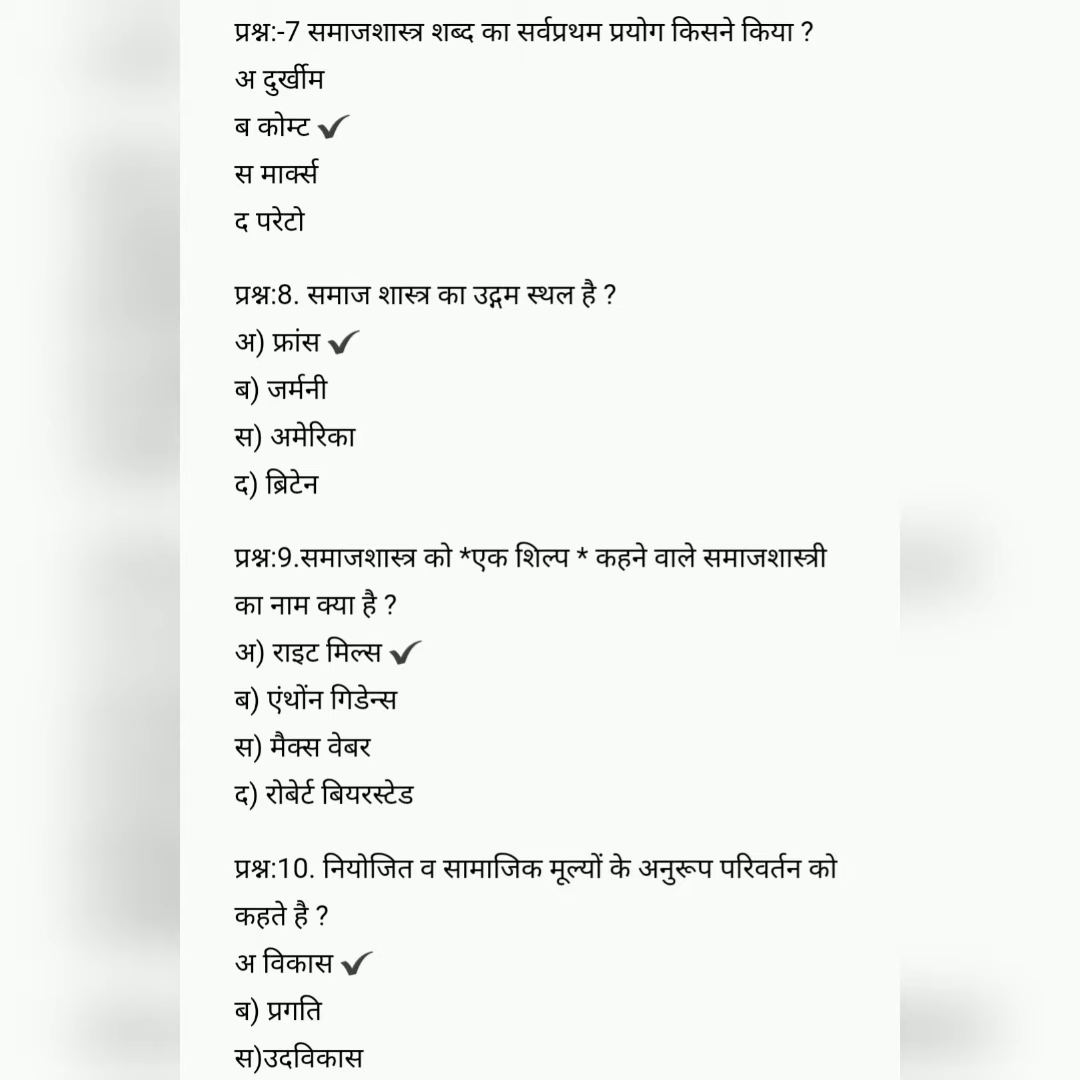 प्रश्न:-7 समाजशास्त्र शब्द का सर्वप्रथम प्रयोग किसने किया ?
अ दुर्खीम
ब कोम्ट ✔
स मार्क्स
द परेटो
प्रश्न:8. समाज शास्त्र का उद्गम स्थल है ?
अ) फ्रांस ✔
ब) जर्मनी
स) अमेरिका
द) ब्रिटेन
प्रश्न:9.समाजशास्त्र को *एक शिल्प * कहने वाले समाजशास्त्री
का नाम क्या है ?
अ) राइट मिल्स ✔
ब) एंथोंन गिडेन्स
स) मैक्स वेबर
द) रोबेर्ट बियरस्टेड
प्रश्न:10. नियोजित व सामाजिक मूल्यों के अनुरूप परिवर्तन को
कहते है ?
अ विकास ✔
ब) प्रगति
स)उदविकास